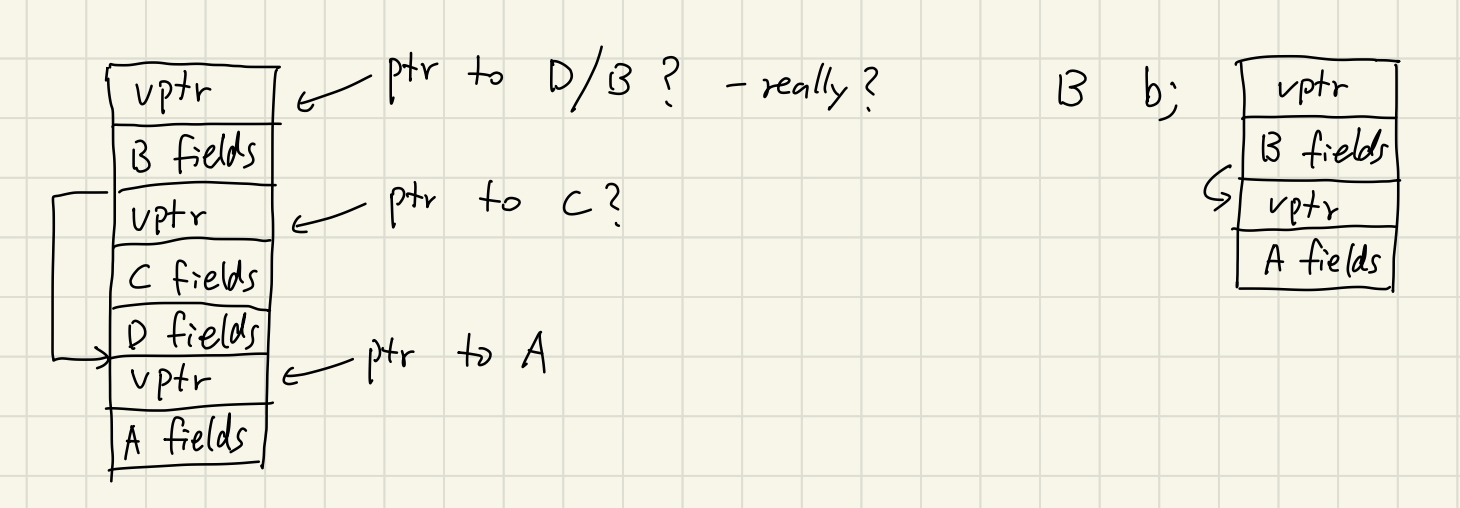 vptr
ptr to D/B ? - really?
B fields
vptr
ptr to C?
C fields
D fields
vptr
ptr to A
A fields
B b;
vptr
B fields
vptr
A fields